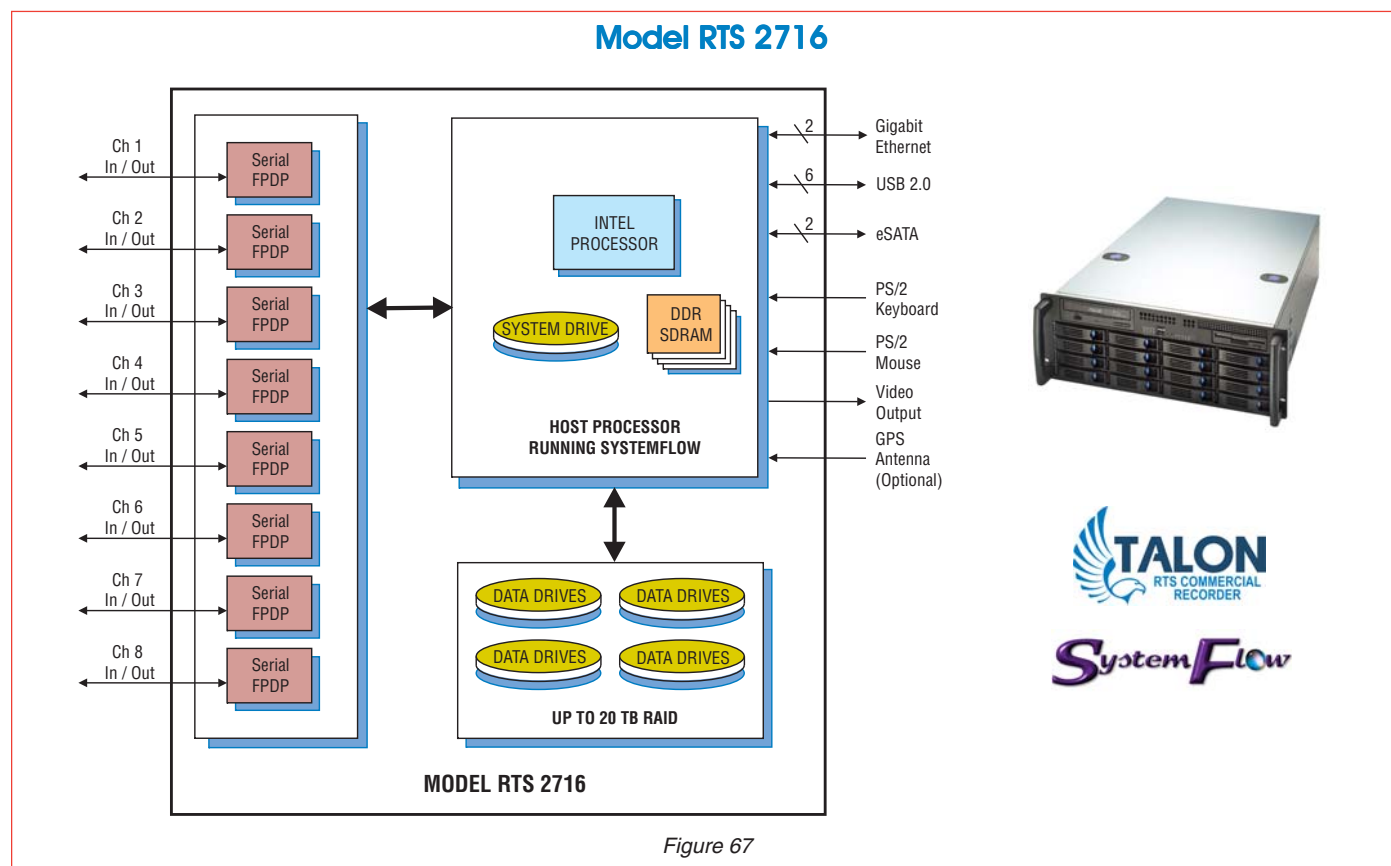 Model RTS 2716
Ch 1
In / Out
Ch 2
In / Out
Ch 3
In / Out
Ch 4
In / Out
Ch 5
In / Out
Ch 6
In / Out
Ch 7
In / Out
Ch 8
In / Out
Serial
FPDP
Serial
FPDP
Serial
FPDP
Serial
FPDP
Serial
FPDP
Serial
FPDP
Serial
FPDP
Serial
FPDP
INTEL
PROCESSOR
SYSTEM DRIVE
DDR
SDRAM
HOST PROCESSOR
RUNNING SYSTEMFLOW
DATA DRIVES
DATA DRIVES
DATA DRIVES
DATA DRIVES
UP TO 20 TB RAID
MODEL RTS 2716
2
Gigabit
Ethernet
6
USB 2.0
2
eSATA
PS/2
Keyboard
PS/2
Mouse
Video
Output
GPS
Antenna
(Optional)
TALON
RTS COMMERCIAL
RECORDER
SystemFlow
Figure 67